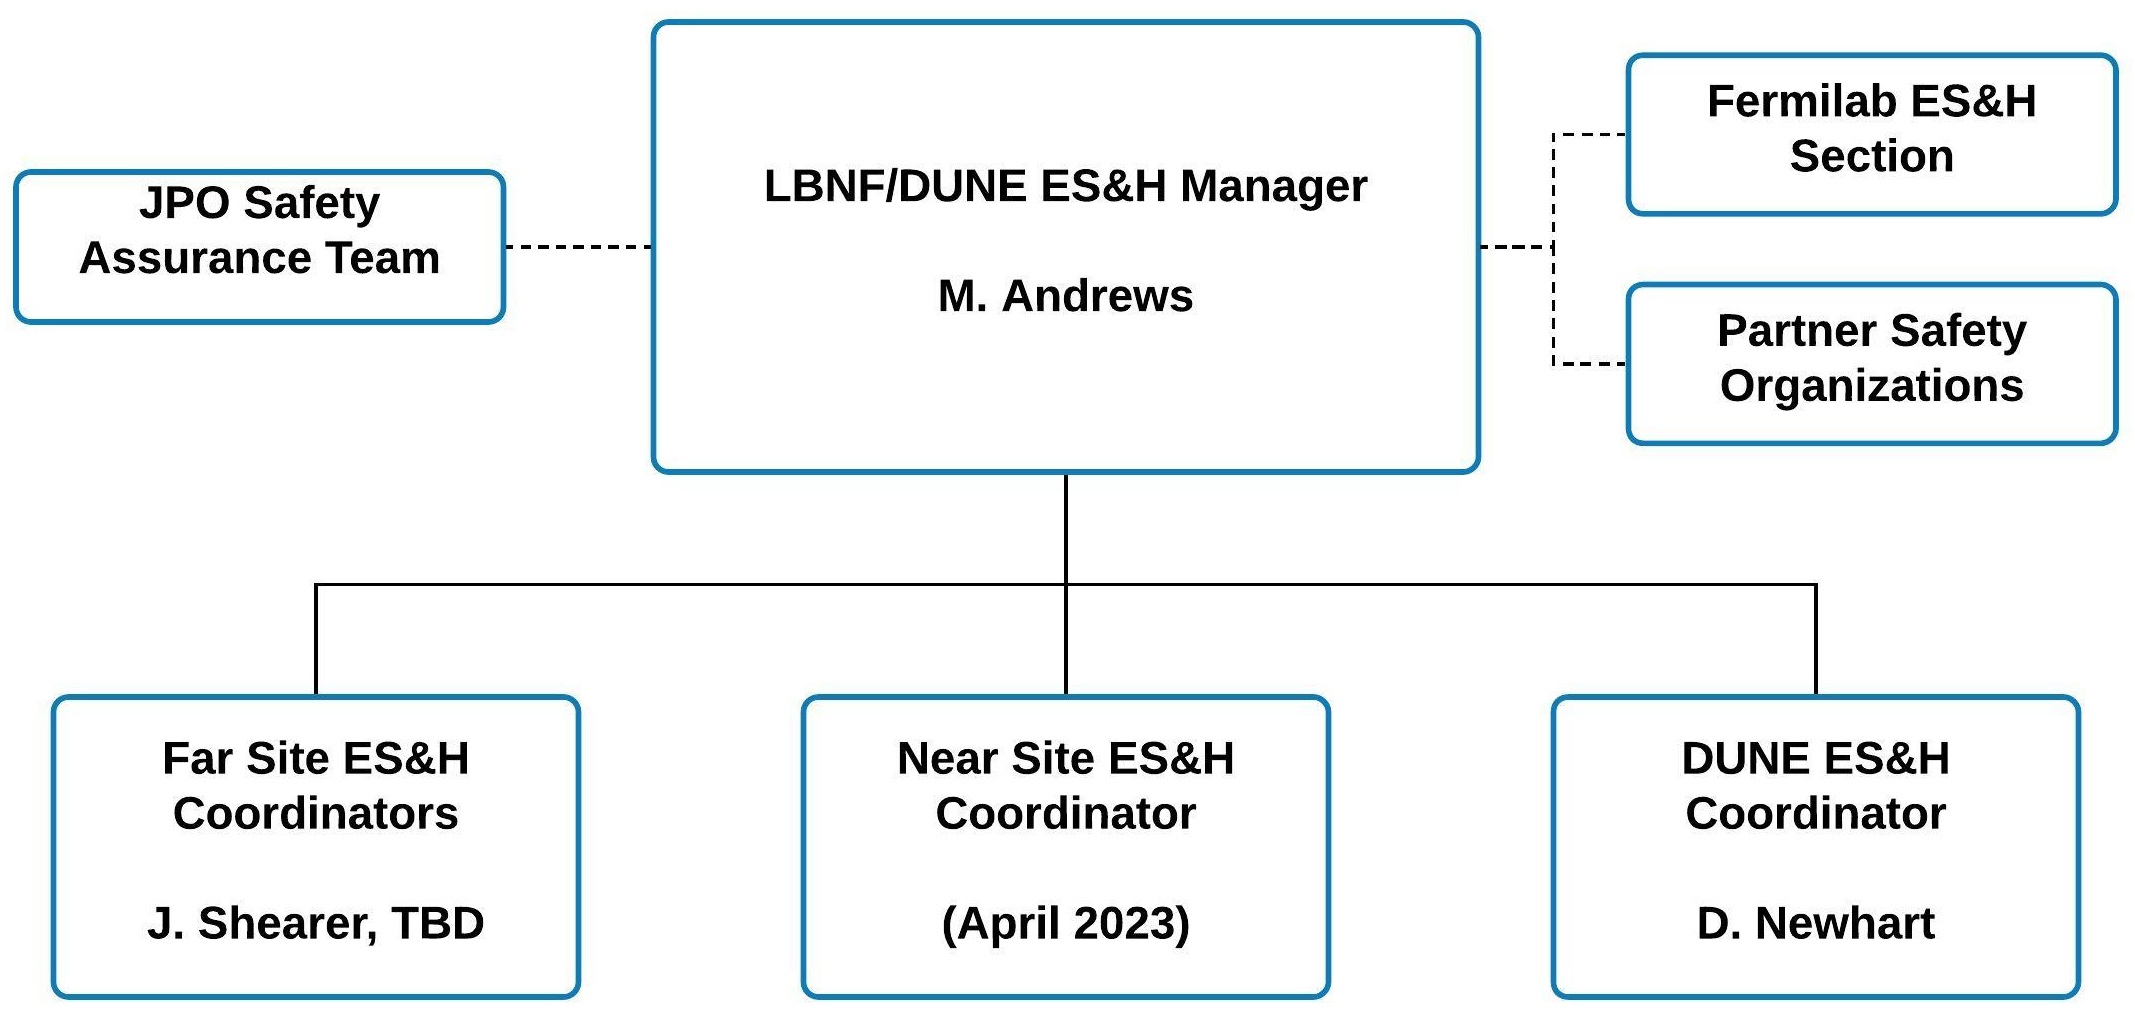 LBNF/DUNE ES&H Manager
M. Andrews
JPO Safety
Assurance Team
Fermilab ES&H
Section
Partner Safety
Organizations
Far Site ES&H
Coordinators
J. Shearer, TBD
Near Site ES&H
Coordinator
(April 2023)
DUNE ES&H
Coordinator
D. Newhart